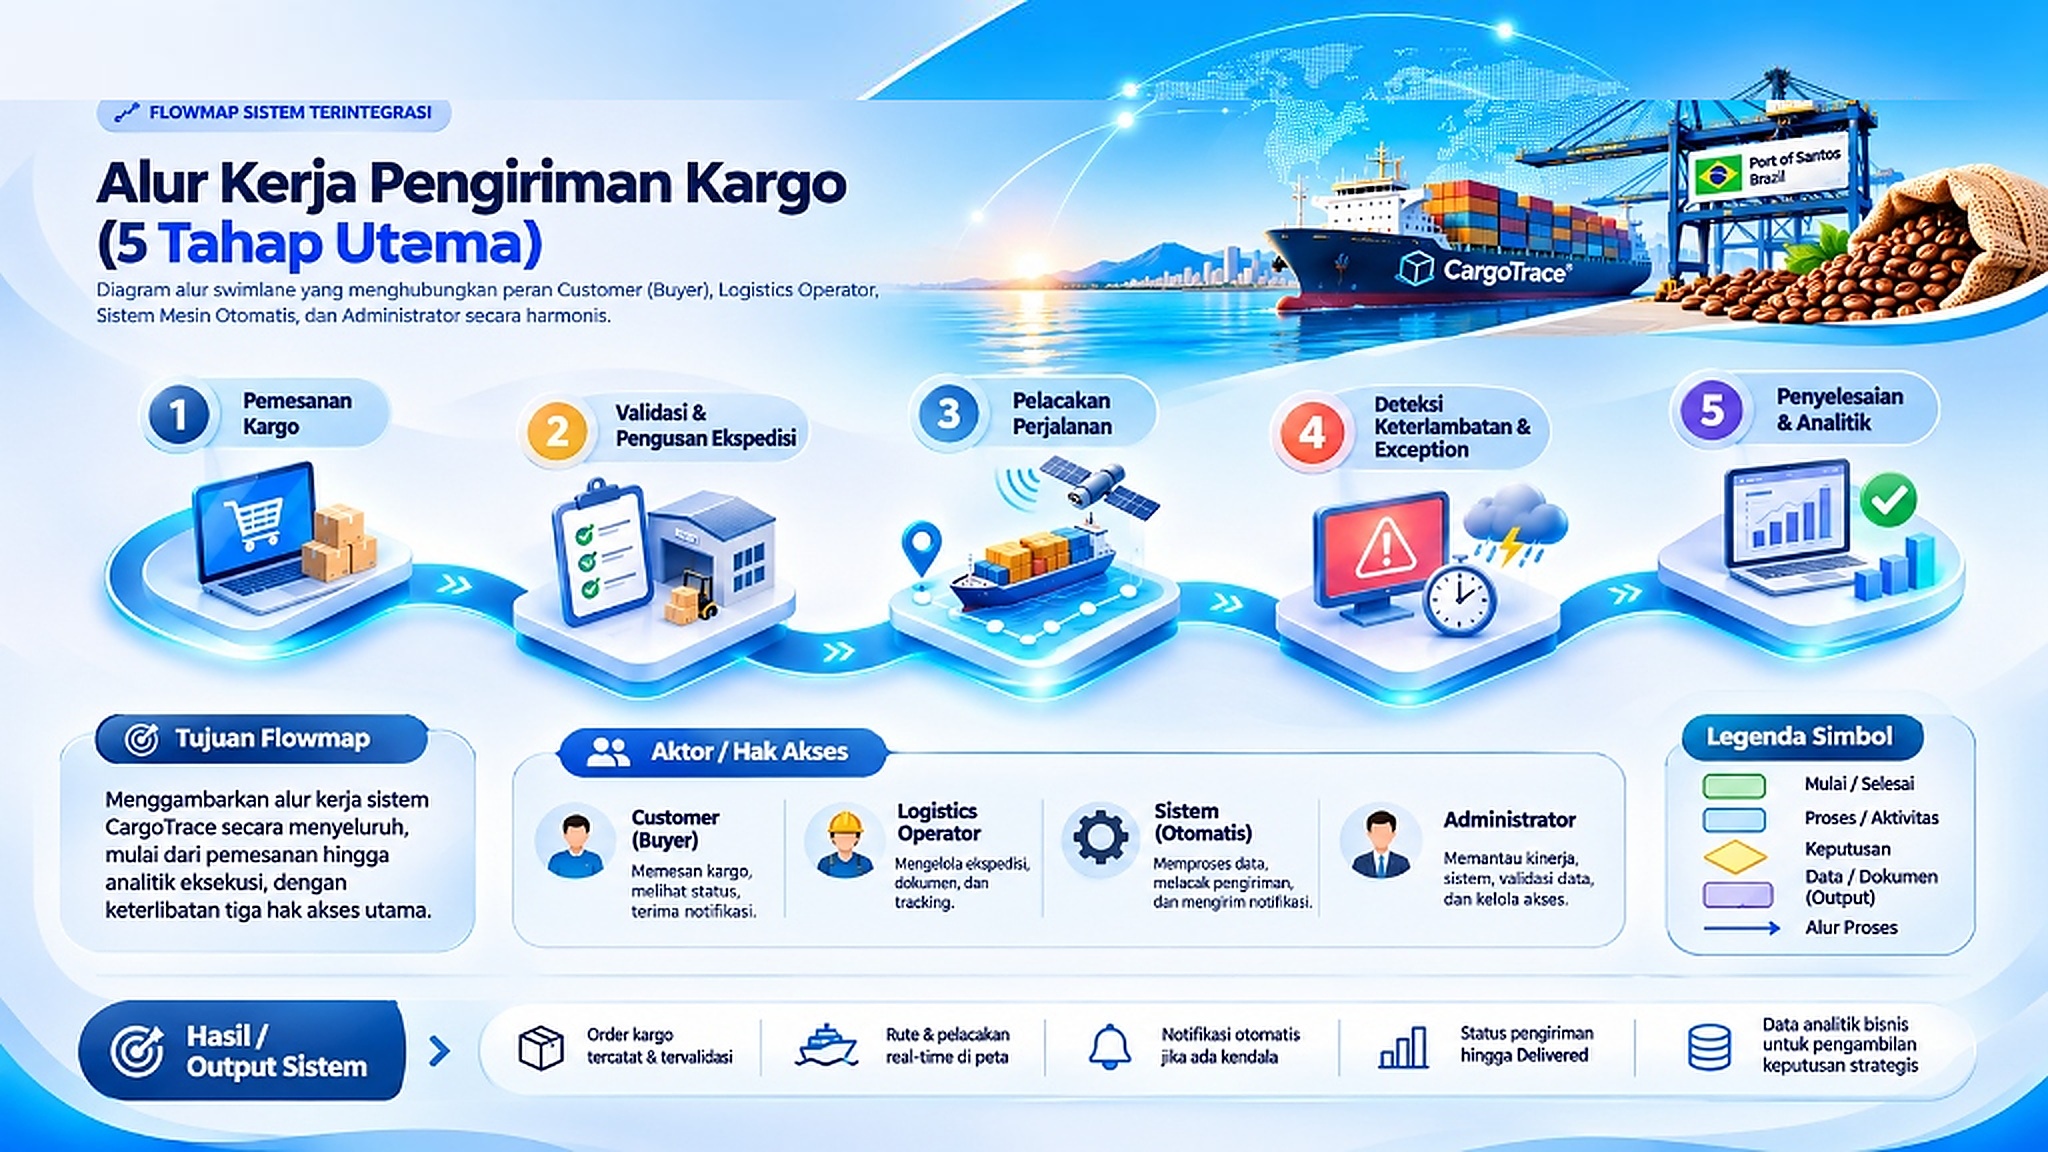 FLOWMAP SISTEM TERINTEGRASI
Alur Kerja Pengiriman Kargo
(5 Tahap Utama)
Diagram alur swimlane yang menghubungkan peran Customer (Buyer), Logistics Operator,
Sistem Mesin Otomatis, dan Administrator secara harmonis.
Port of Santos
Brazil
CargoTrace®
1
Pemesanan
Kargo
2
Validasi &
Pengusan Ekspedisi
3
Pelacakan
Perjalanan
4
Deteksi
Keterlambatan &
Exception
5
Penyelesaian
& Analitik
Tujuan Flowmap
Menggambarkan alur kerja sistem
CargoTrace secara menyeluruh,
mulai dari pemesanan hingga
analitik eksekusi, dengan
keterlibatan tiga hak akses utama.
Aktor / Hak Akses
Customer
(Buyer)
Memesan kargo,
melihat status,
terima notifikasi.
Logistics
Operator
Mengelola ekspedisi,
dokumen, dan
tracking.
Sistem
(Otomatis)
Memproses data,
melacak pengiriman,
dan mengirim notifikasi.
Administrator
Memantau kinerja,
sistem, validasi data,
dan kelola akses.
Legenda Simbol
Mulai / Selesai
Proses / Aktivitas
Keputusan
Data / Dokumen
(Output)
Alur Proses
Hasil /
Output Sistem
Order kargo
tercatat & tervalidasi
Rute & pelacakan
real-time di peta
Notifikasi otomatis
jika ada kendala
Status pengiriman
hingga Delivered
Data analitik bisnis
untuk pengambilan
keputusan strategis